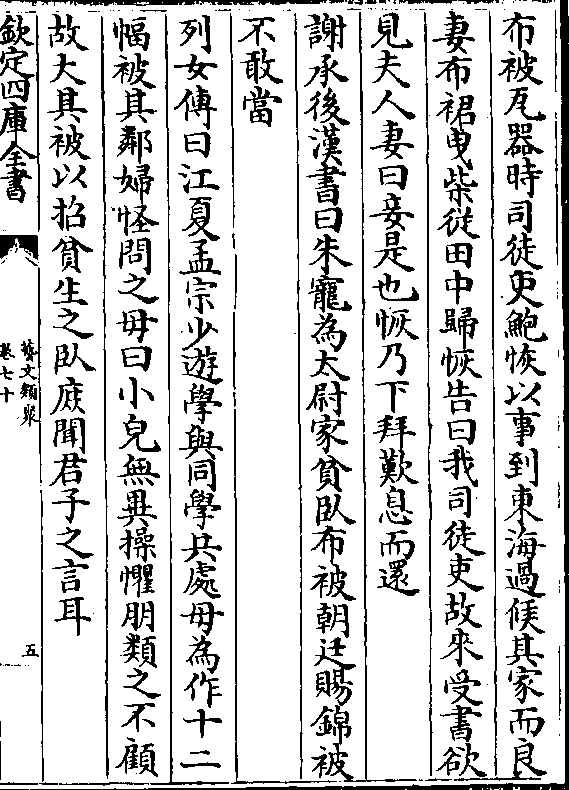 布被瓦器時司徒吏鮑恢以事到東海過候其家而良
妻布裙曳柴從田中歸恢告曰我司徒吏故來受書欲
見夫人妻曰妾是也恢乃下拜歎息而還
謝承後漢書曰朱寵為太尉家貧臥布被朝廷賜錦被
不敢當
列女傳曰江夏孟宗少遊學與同學共處母為作十二
幅被其鄰婦怪問之母曰小兒無異操懼朋類之不顧
故大其被以招貧生之臥庶聞君子之言耳
欽定四庫全書
藝文類聚
卷七十
五